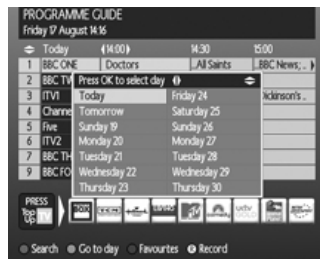 PROGRAMME GUIDE
Friday 17 August 14:16
Today (14:00) 14:30 15:00
1 BBC ONE Doctors ..All Saints ..BBC News; ..
2 BBC TW Press OK to select day
3 ITV1 Today Friday 24 Dickinson's ..
4 Channe Tomorrow Saturday 25
5 Five Sunday 19 Sunday 26
6 ITV2 Monday 20 Monday 27
7 BBC TH Tuesday 21 Tuesday 28
9 BBC FO Wednesday 22 Wednesday 29
Thursday 23 Thursday 30
PRESS
Top Up TV
Search Go to day Favourites Record